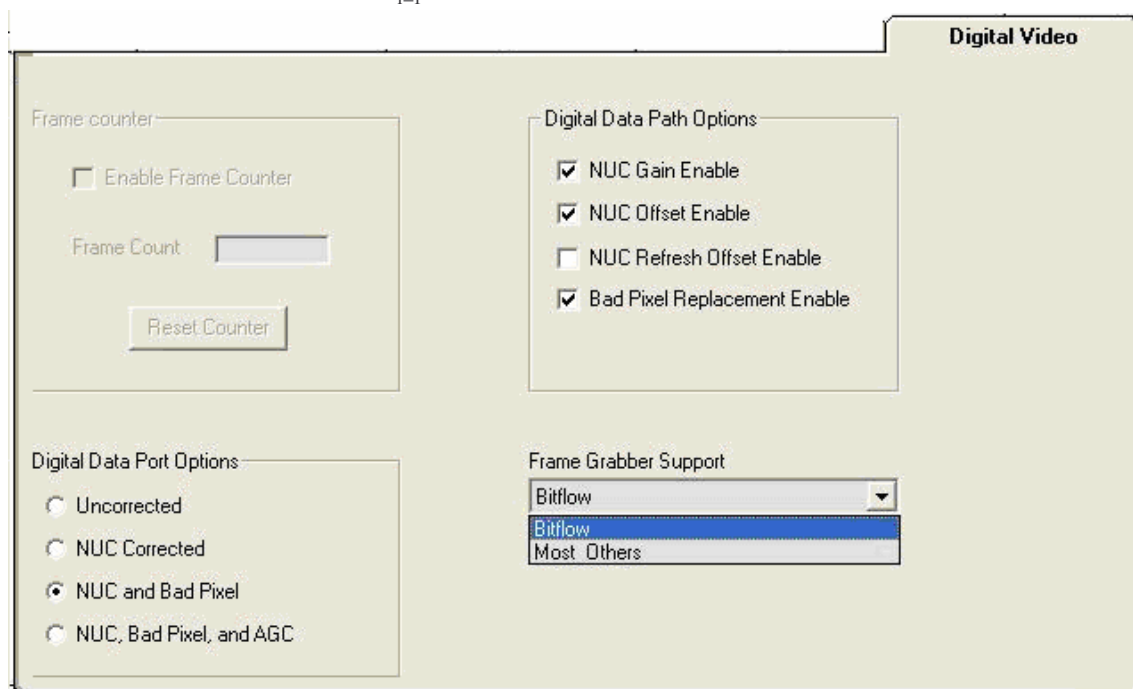 Digital Video
Frame counter
Enable Frame Counter
Frame Count
Reset Counter
Digital Data Path Options
NUC Gain Enable
NUC Offset Enable
NUC Refresh Offset Enable
Bad Pixel Replacement Enable
Digital Data Port Options
Uncorrected
NUC Corrected
NUC and Bad Pixel
NUC, Bad Pixel, and AGC
Frame Grabber Support
Bitflow
Bitflow
Most Others